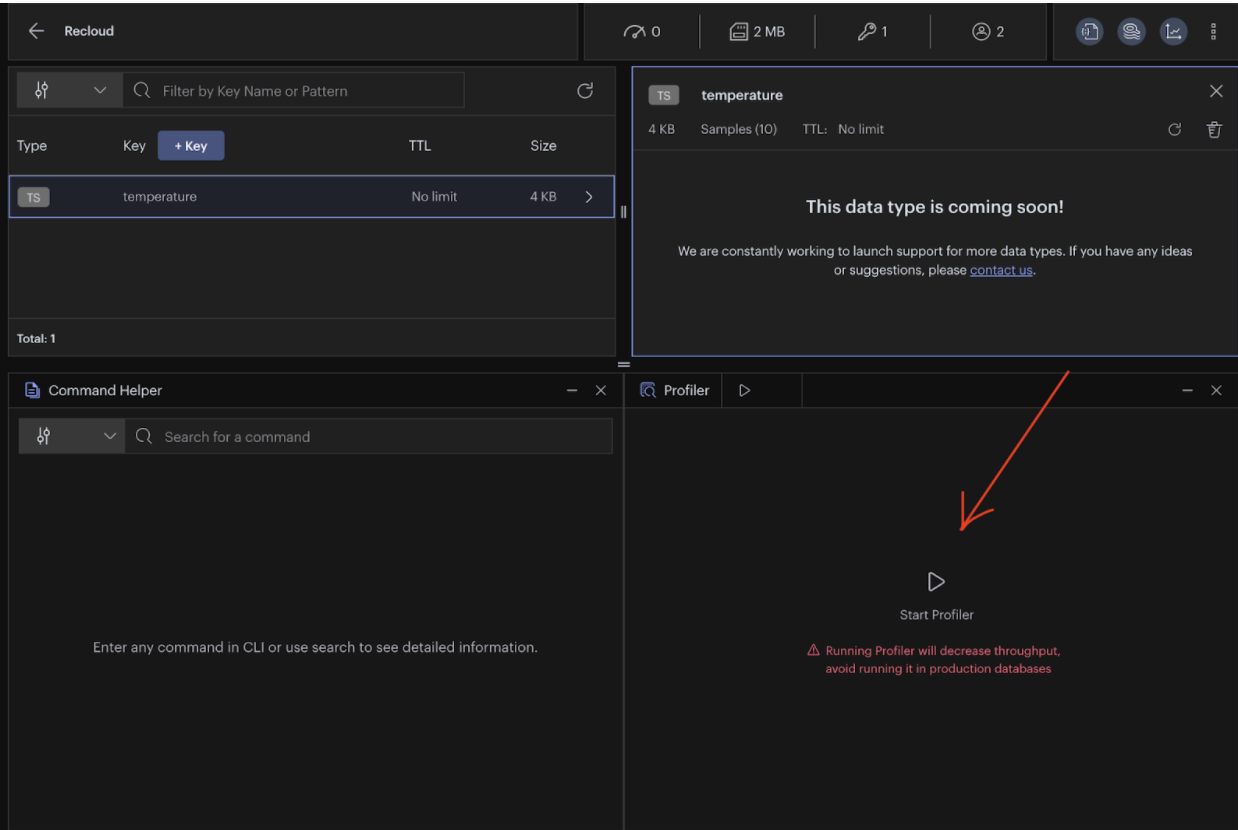 Recloud
0
2 MB
1
2
Filter by Key Name or Pattern
Type Key + Key TTL Size
TS temperature No limit 4 KB
Total: 1
TS temperature
4 KB Samples (10) TTL: No limit
This data type is coming soon!
We are constantly working to launch support for more data types. If you have any ideas
or suggestions, please contact us.
Command Helper
Search for a command
Enter any command in CLI or use search to see detailed information.
Profiler
Start Profiler
Running Profiler will decrease throughput,
avoid running it in production databases